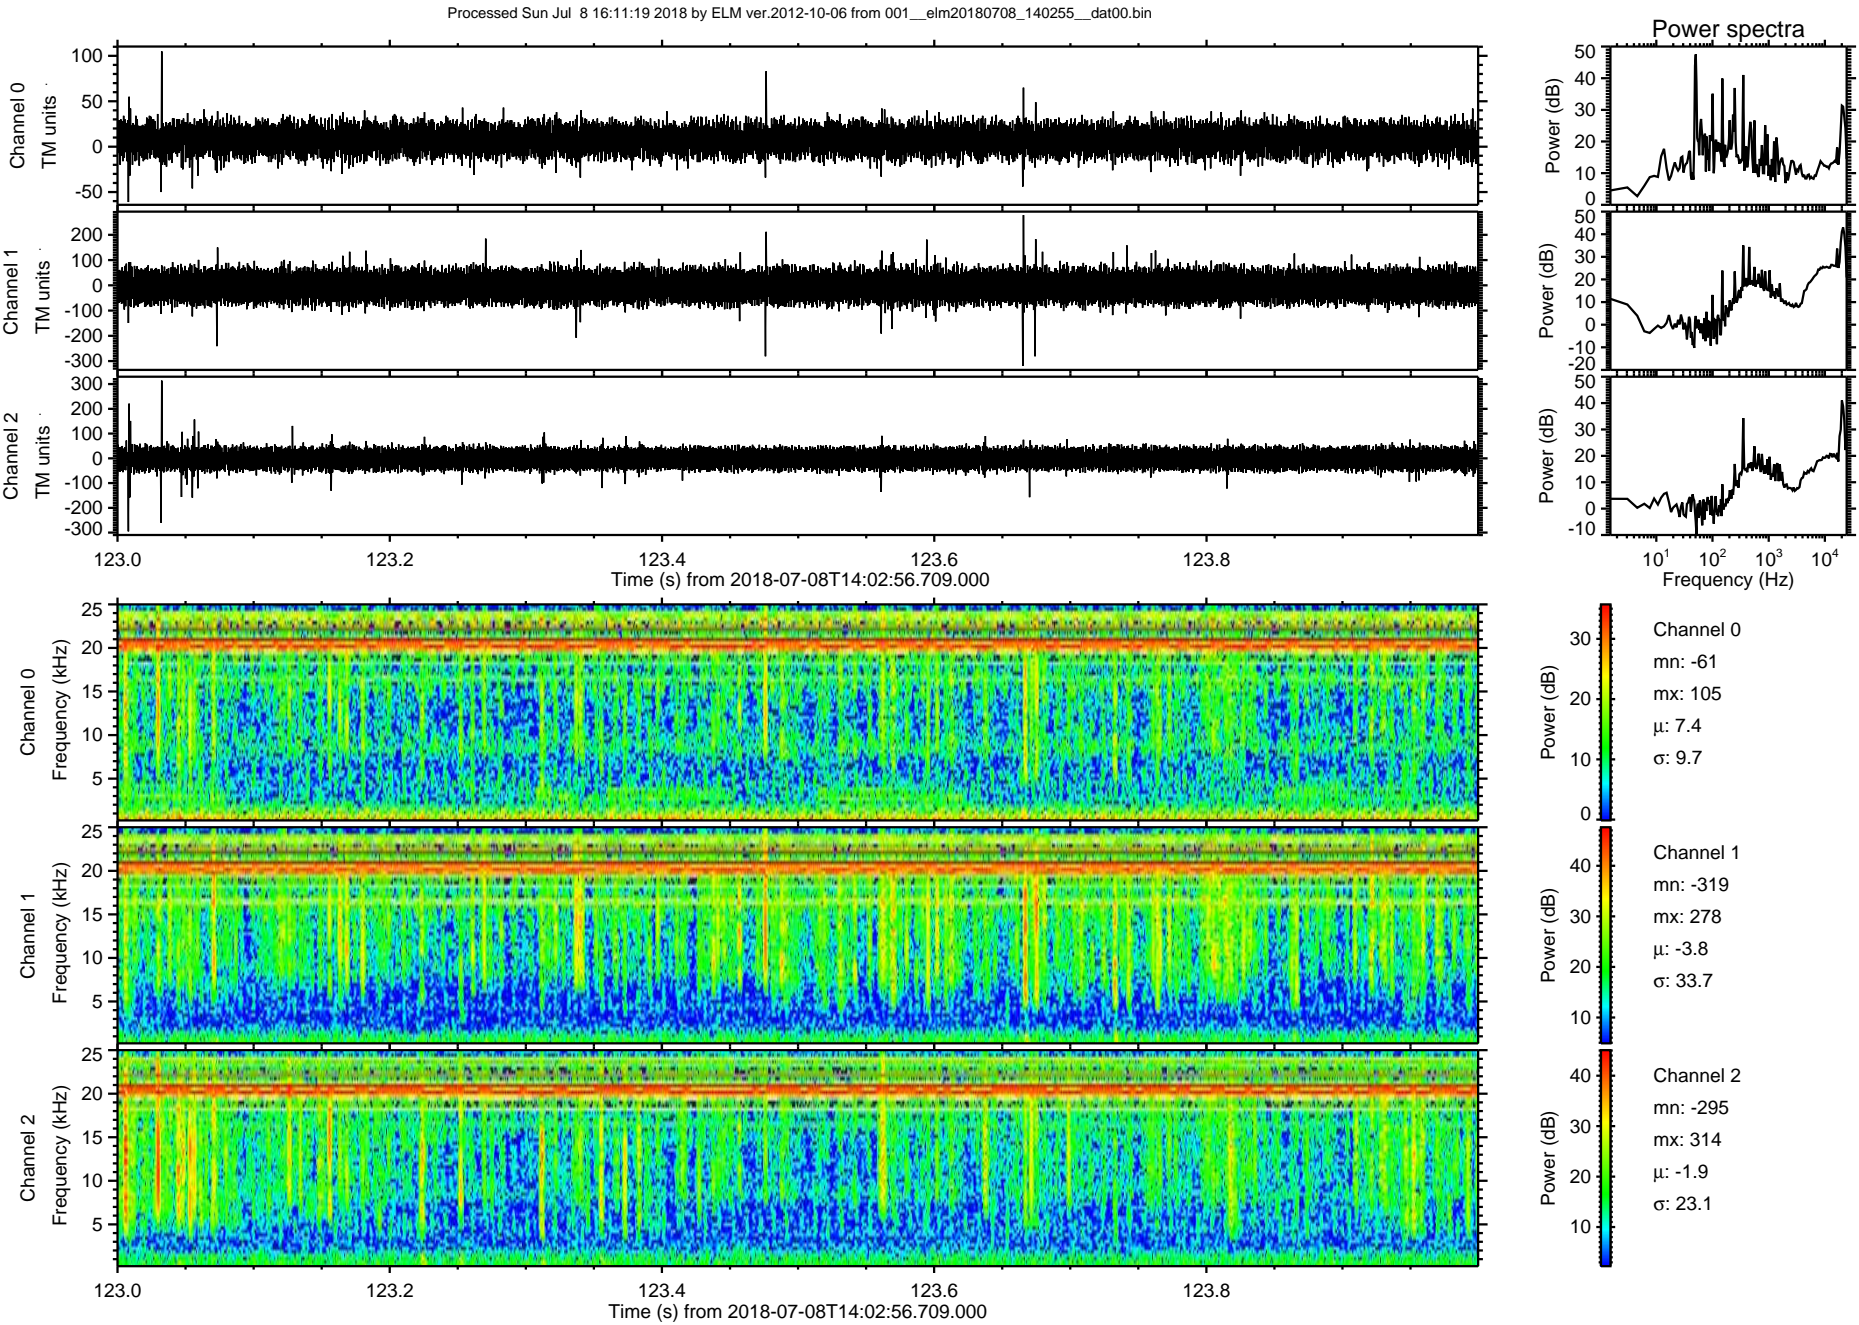 Processed Sun Jul  8 16:11:19 2018 by ELM ver.2012-10-06 from 001__elm20180708_140255__dat00.bin
Power spectra
Channel 0
TM units
100
50
0
-50
Power (dB)
50
40
30
20
10
0
Channel 1
TM units
200
100
0
-100
-200
-300
Power (dB)
50
40
30
20
10
0
-10
-20
Channel 2
TM units
300
200
100
0
-100
-200
-300
Power (dB)
50
40
30
20
10
0
-10
123.0 123.2 123.4 123.6 123.8
Time (s) from 2018-07-08T14:02:56.709.000
10¹ 10² 10³ 10⁴
Frequency (Hz)
Channel 0
Frequency (kHz)
25
20
15
10
5
Power (dB)
30
20
10
0
Channel 0
mn: -61
mx: 105
μ: 7.4
σ: 9.7
Channel 1
Frequency (kHz)
25
20
15
10
5
Power (dB)
40
30
20
10
Channel 1
mn: -319
mx: 278
μ: -3.8
σ: 33.7
Channel 2
Frequency (kHz)
25
20
15
10
5
Power (dB)
40
30
20
10
Channel 2
mn: -295
mx: 314
μ: -1.9
σ: 23.1
123.0 123.2 123.4 123.6 123.8
Time (s) from 2018-07-08T14:02:56.709.000